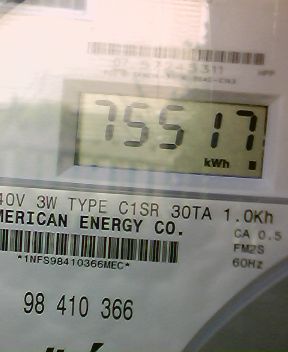 75517
kWh
40V 3W TYPE C1SR 30TA 1.0Kh
MERICAN ENERGY CO.
CA 0.5
FM2S
60Hz
*1NFS98410366MEC*
98 410 366